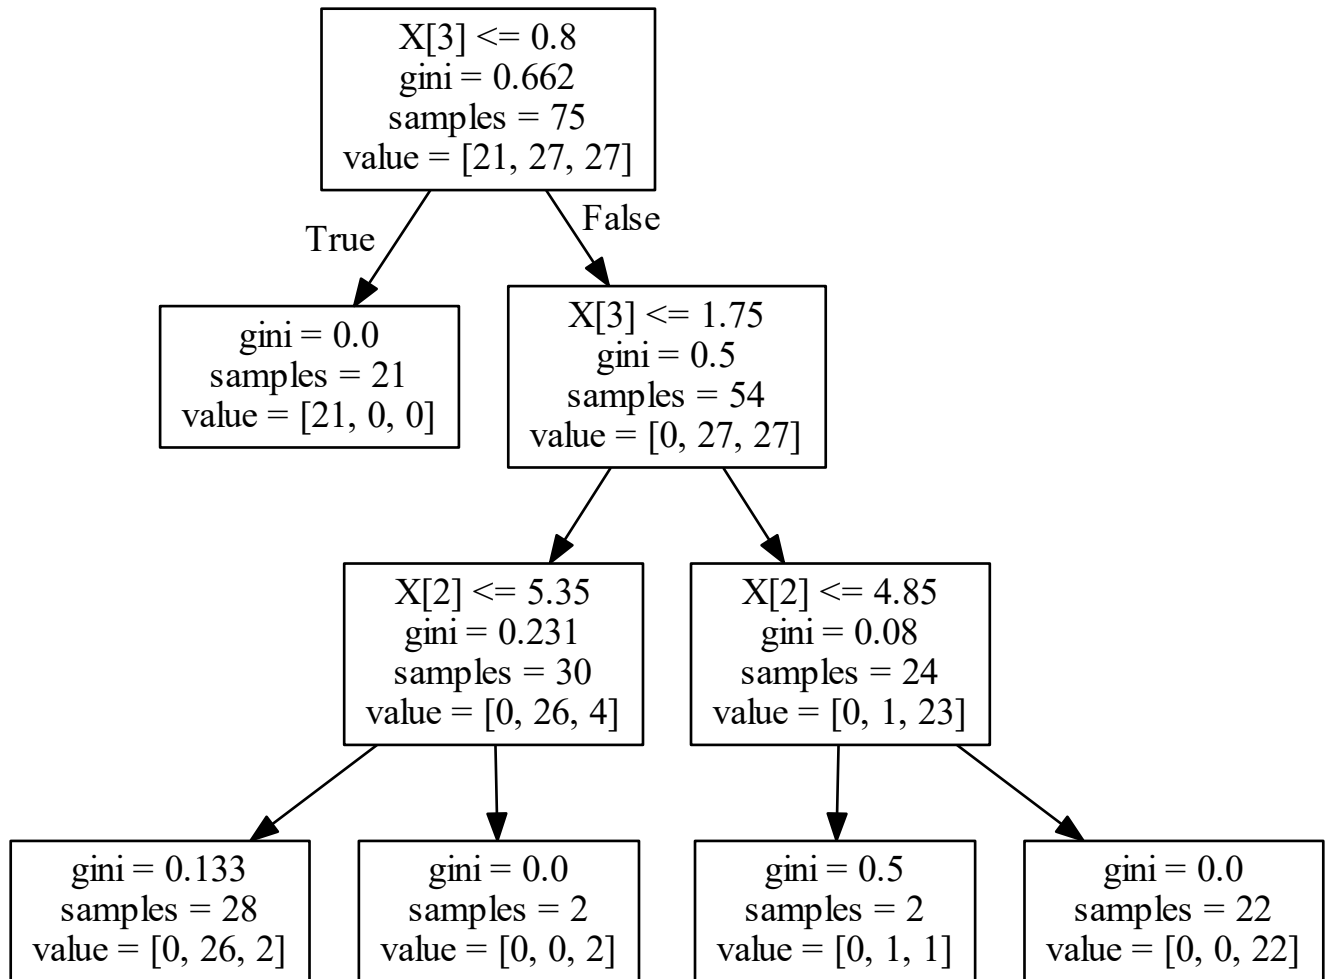 X[3] <= 0.8
gini = 0.662
samples = 75
value = [21, 27, 27]
True
False
gini = 0.0
samples = 21
value = [21, 0, 0]
X[3] <= 1.75
gini = 0.5
samples = 54
value = [0, 27, 27]
X[2] <= 5.35
gini = 0.231
samples = 30
value = [0, 26, 4]
X[2] <= 4.85
gini = 0.08
samples = 24
value = [0, 1, 23]
gini = 0.133
samples = 28
value = [0, 26, 2]
gini = 0.0
samples = 2
value = [0, 0, 2]
gini = 0.5
samples = 2
value = [0, 1, 1]
gini = 0.0
samples = 22
value = [0, 0, 22]